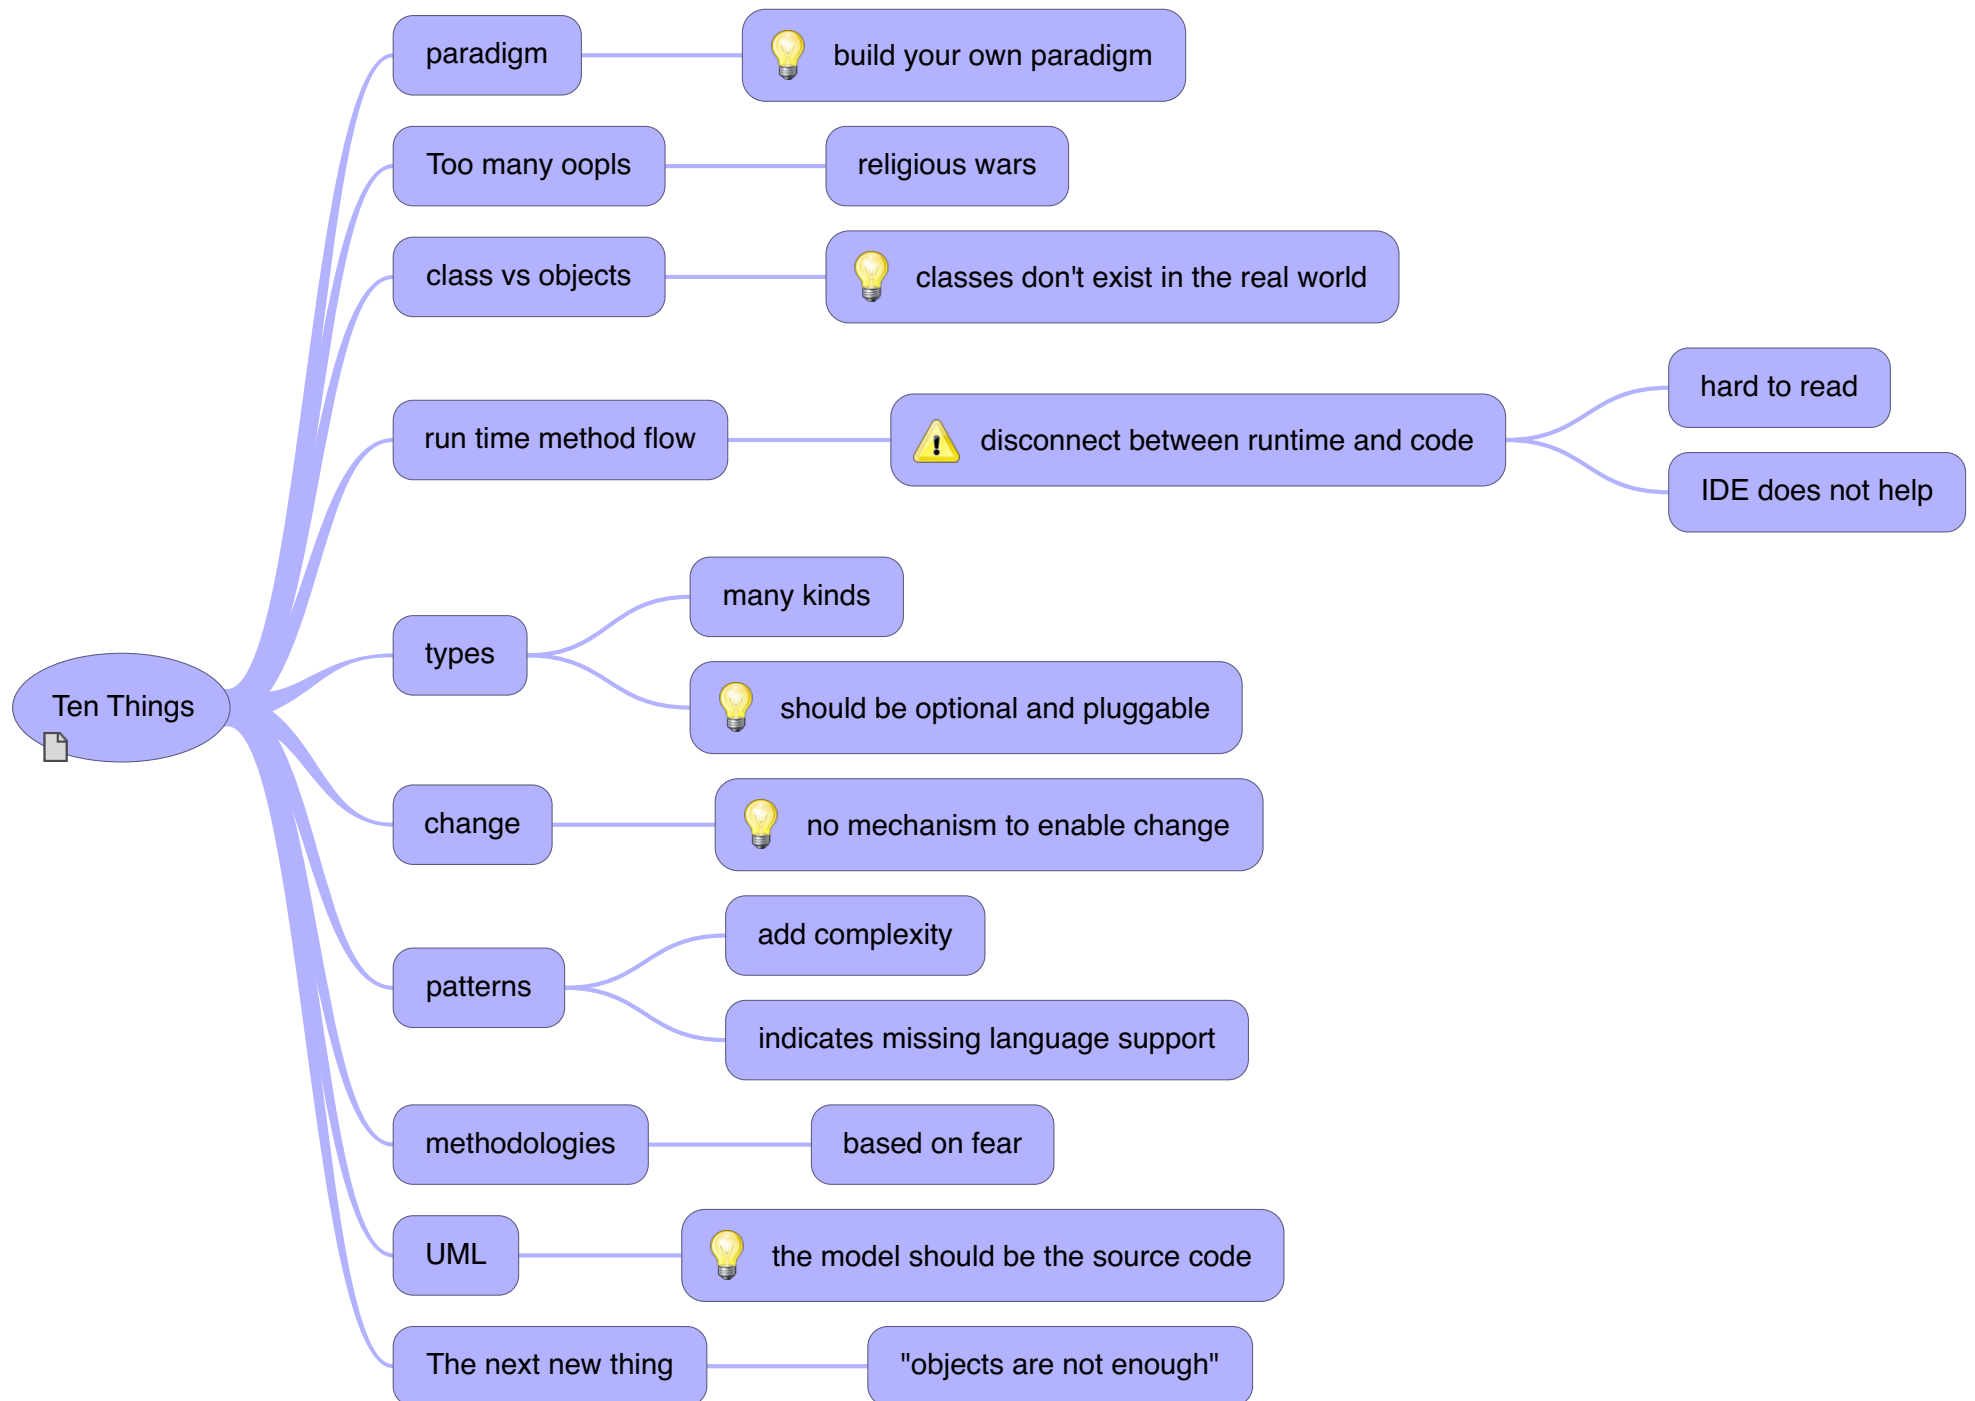 paradigm
build your own paradigm
Too many oopls
religious wars
class vs objects
classes don't exist in the real world
run time method flow
disconnect between runtime and code
hard to read
IDE does not help
Ten Things
types
many kinds
should be optional and pluggable
change
no mechanism to enable change
patterns
add complexity
indicates missing language support
methodologies
based on fear
UML
the model should be the source code
The next new thing
"objects are not enough"